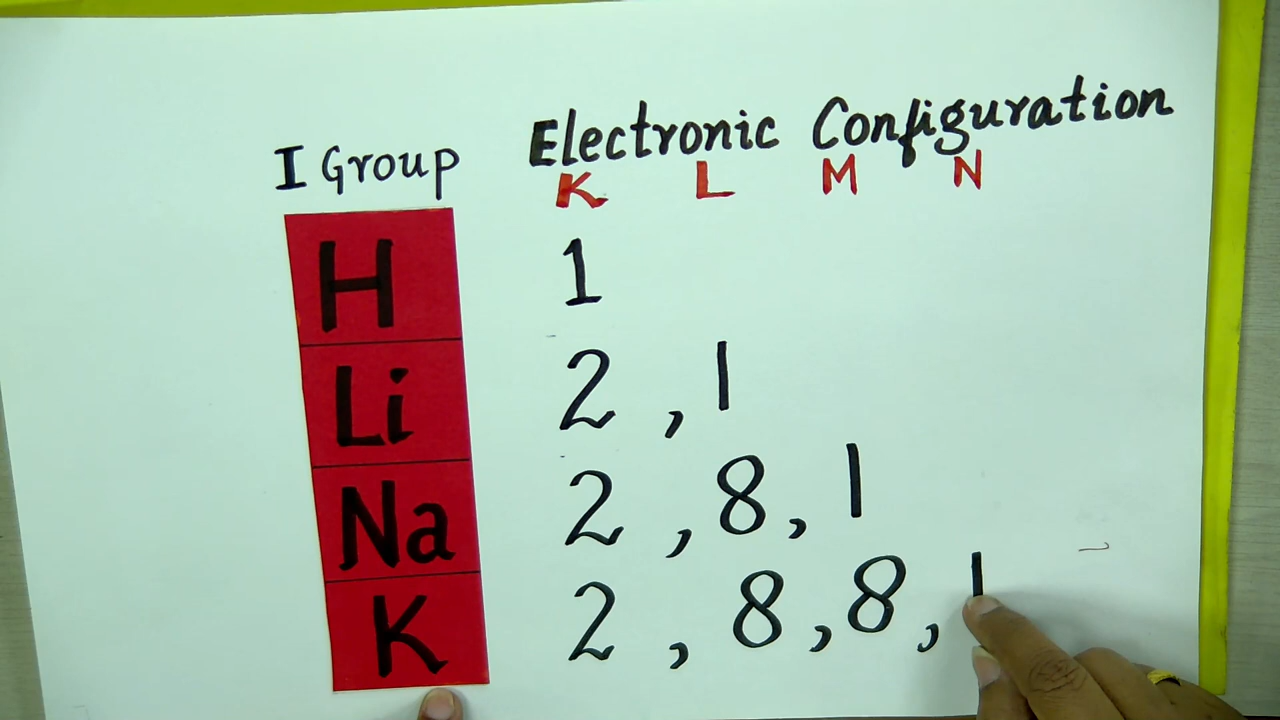 I Group Electronic Configuration
K L M N
H 1
Li 2 , 1
Na 2 , 8 , 1
K 2 , 8 , 8 , 1